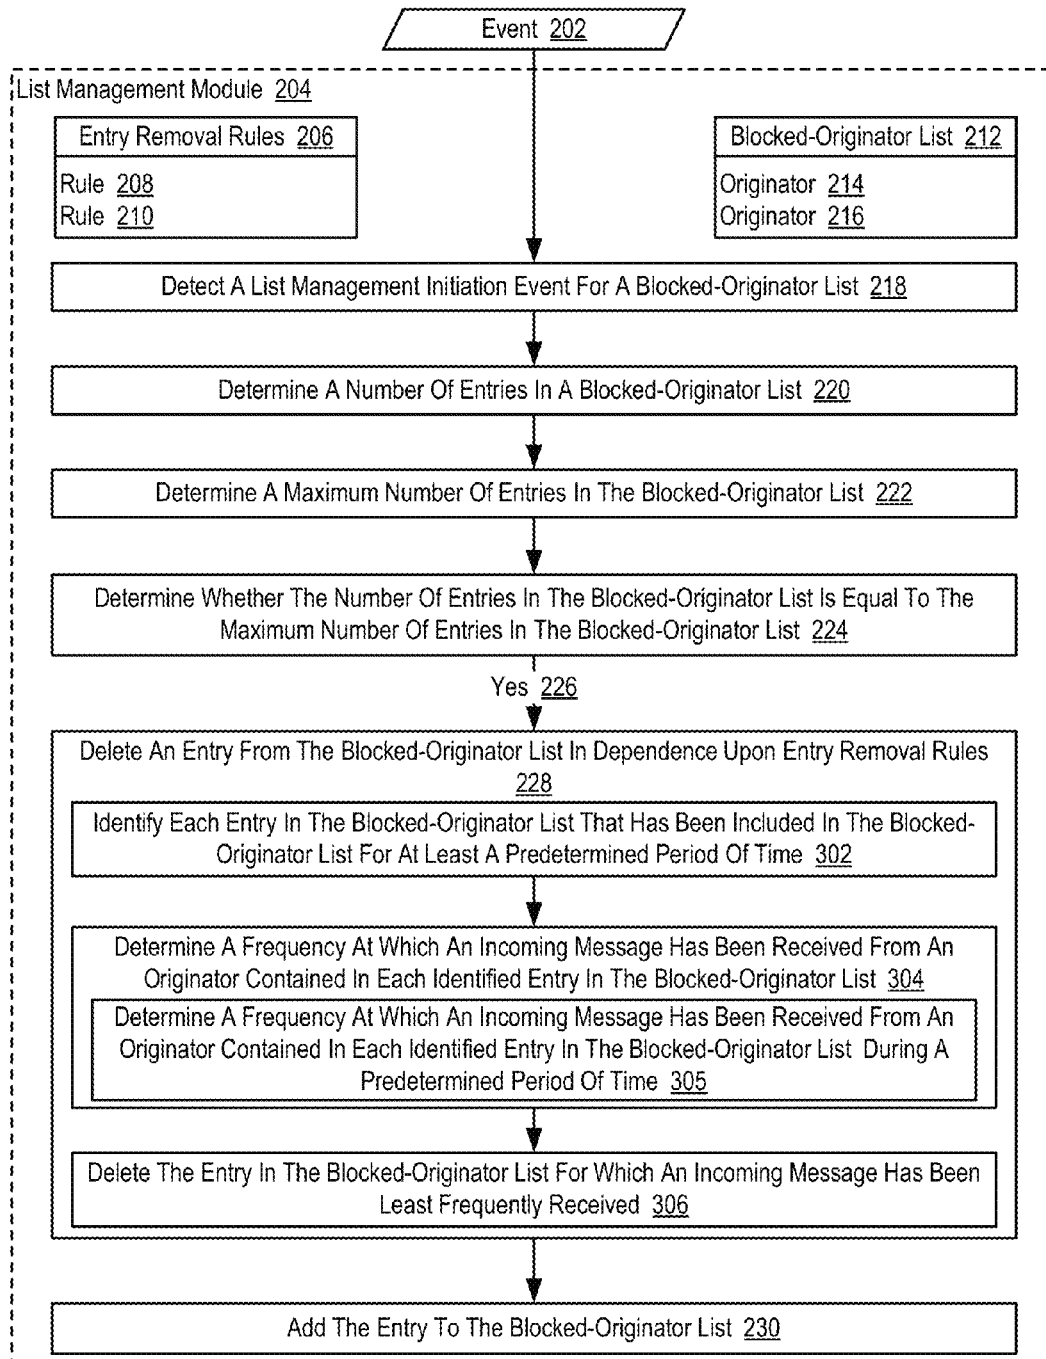 Event 202
List Management Module 204
Entry Removal Rules 206
Rule 208
Rule 210
Blocked-Originator List 212
Originator 214
Originator 216
Detect A List Management Initiation Event For A Blocked-Originator List 218
Determine A Number Of Entries In A Blocked-Originator List 220
Determine A Maximum Number Of Entries In The Blocked-Originator List 222
Determine Whether The Number Of Entries In The Blocked-Originator List Is Equal To The
Maximum Number Of Entries In The Blocked-Originator List 224
Yes 226
Delete An Entry From The Blocked-Originator List In Dependence Upon Entry Removal Rules
228
Identify Each Entry In The Blocked-Originator List That Has Been Included In The Blocked-
Originator List For At Least A Predetermined Period Of Time 302
Determine A Frequency At Which An Incoming Message Has Been Received From An
Originator Contained In Each Identified Entry In The Blocked-Originator List 304
Determine A Frequency At Which An Incoming Message Has Been Received From An
Originator Contained In Each Identified Entry In The Blocked-Originator List During A
Predetermined Period Of Time 305
Delete The Entry In The Blocked-Originator List For Which An Incoming Message Has Been
Least Frequently Received 306
Add The Entry To The Blocked-Originator List 230